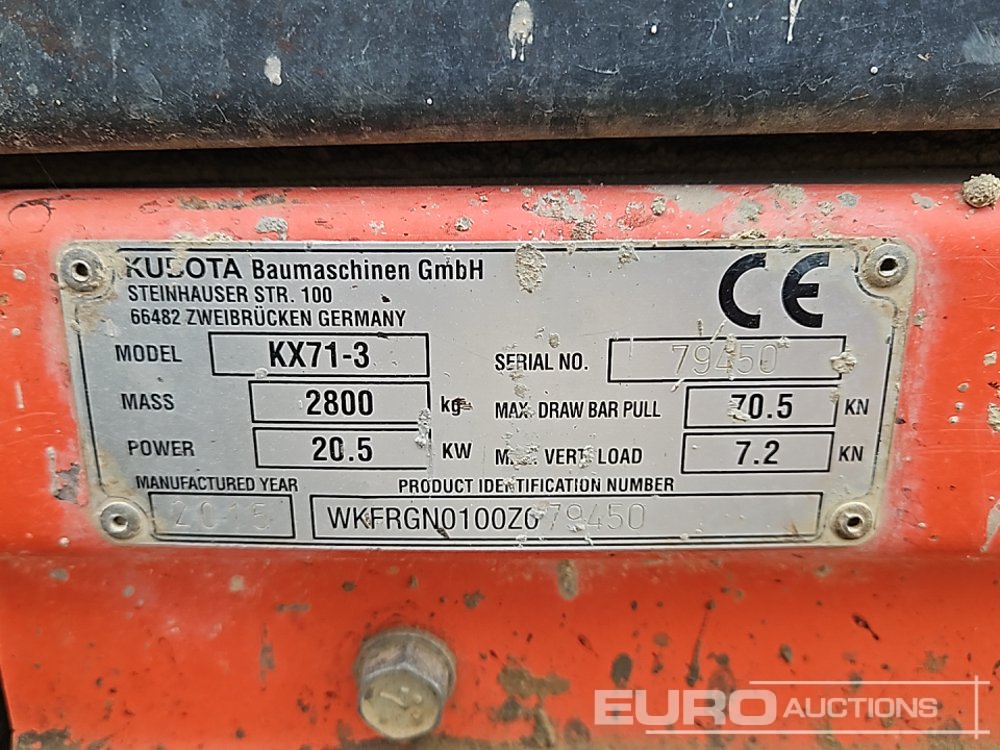 KUBOTA Baumaschinen GmbH
STEINHAUSER STR. 100
66482 ZWEIBRÜCKEN GERMANY
CE
MODEL KX71-3
SERIAL NO. 79450
MASS 2800 kg
MAX. DRAW BAR PULL 70.5 KN
POWER 20.5 KW
MAX. VERT. LOAD 7.2 KN
MANUFACTURED YEAR 2015
PRODUCT IDENTIFICATION NUMBER
WKFRGN0100Z079450
EURO AUCTIONS